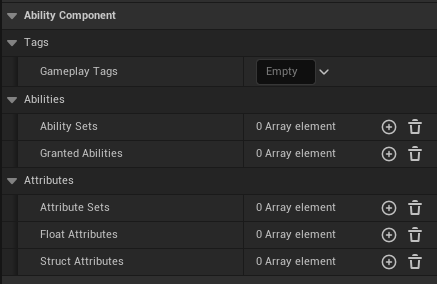 Ability Component
Tags
Gameplay Tags Empty
Abilities
Ability Sets 0 Array element
Granted Abilities 0 Array element
Attributes
Attribute Sets 0 Array element
Float Attributes 0 Array element
Struct Attributes 0 Array element